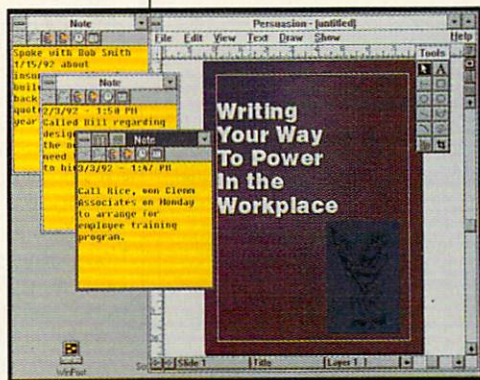 Note
Spoke with Bob Smith
1/15/92 about
Note
2/3/92 - 1:50 PM
Called Bill regarding
Note
3/3/92 - 1:47 PM
Call Rice, von Glenn
Associates on Monday
to arrange for
employee training
program.
Persuasion - [untitled]
File Edit View Text Draw Show Help
Tools
Writing
Your Way
To Power
In the
Workplace
Slide 1 Title Layer 1
WinPost